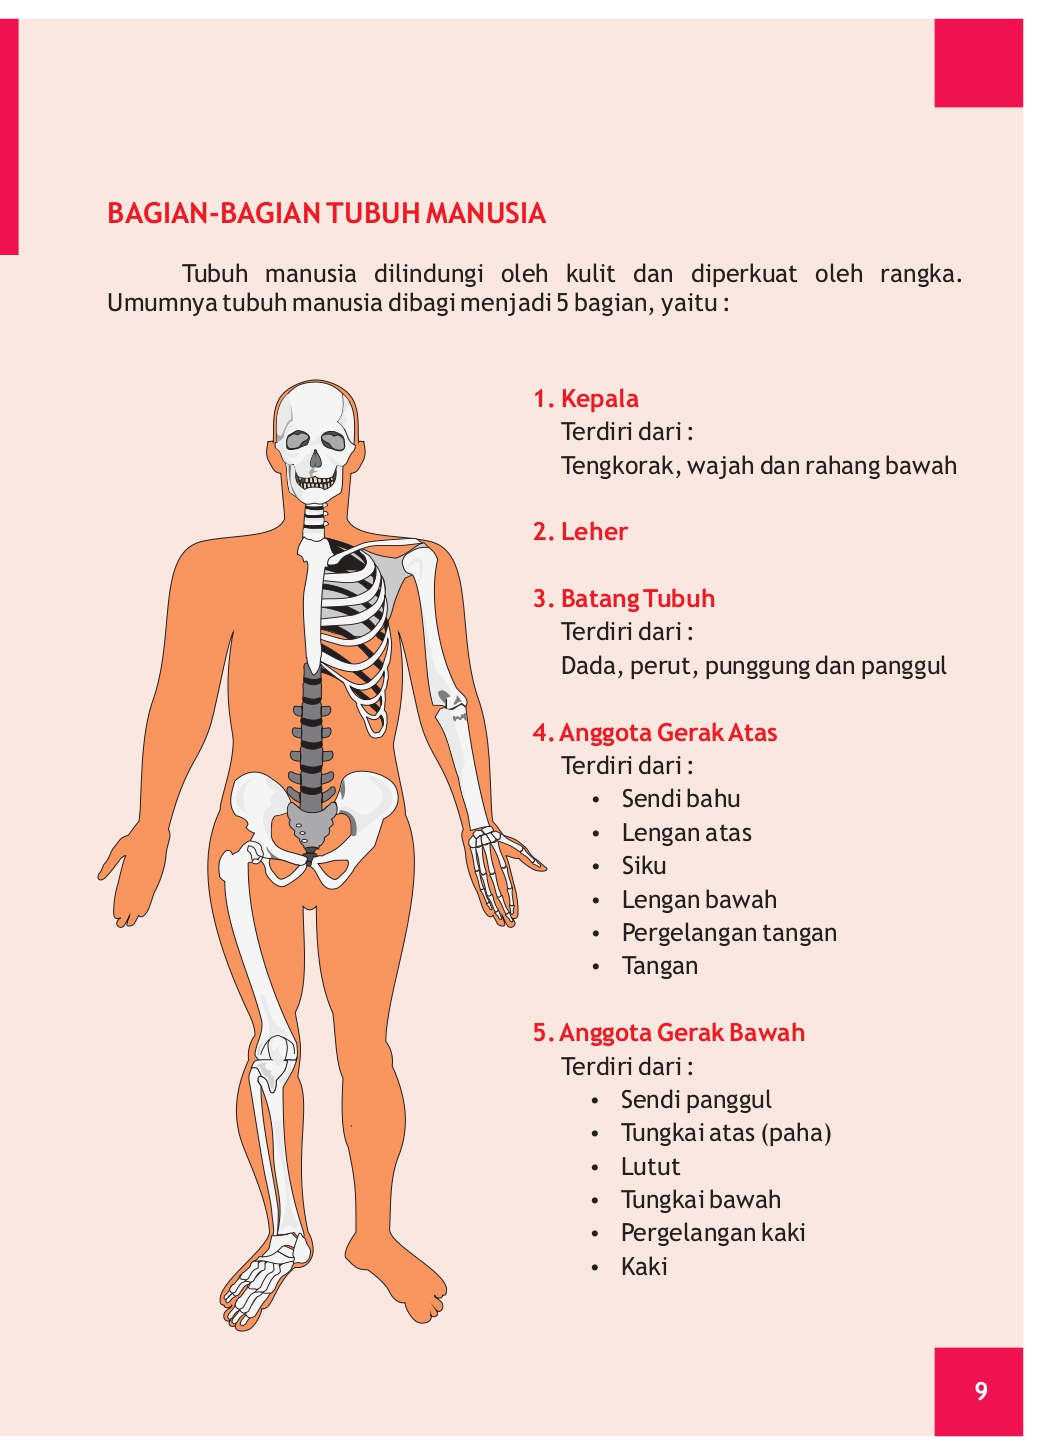 BAGIAN-BAGIAN TUBUH MANUSIA
Tubuh manusia dilindungi oleh kulit dan diperkuat oleh rangka.
Umumnya tubuh manusia dibagi menjadi 5 bagian, yaitu :
1. Kepala
Terdiri dari :
Tengkorak, wajah dan rahang bawah
2. Leher
3. Batang Tubuh
Terdiri dari :
Dada, perut, punggung dan panggul
4. Anggota Gerak Atas
Terdiri dari :
• Sendi bahu
• Lengan atas
• Siku
• Lengan bawah
• Pergelangan tangan
• Tangan
5. Anggota Gerak Bawah
Terdiri dari :
• Sendi panggul
• Tungkai atas (paha)
• Lutut
• Tungkai bawah
• Pergelangan kaki
• Kaki
9